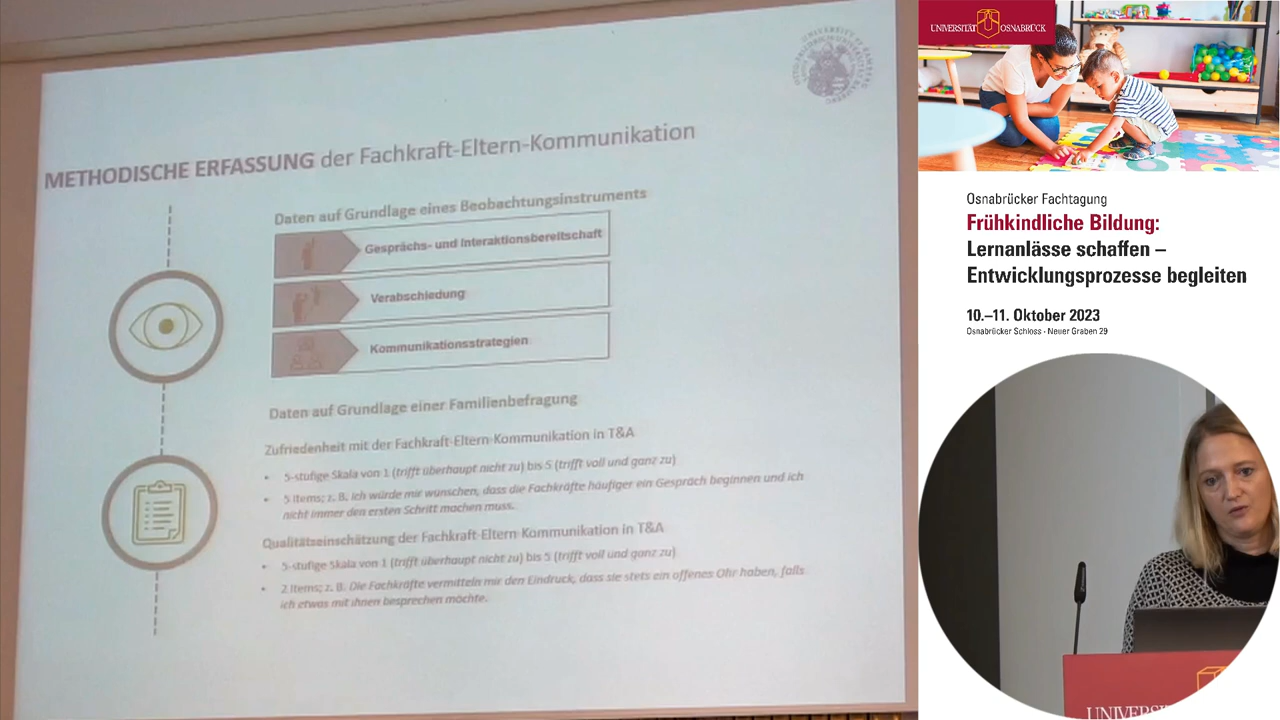 METHODISCHE ERFASSUNG der Fachkraft-Eltern-Kommunikation
Daten auf Grundlage eines Beobachtungsinstruments
Gesprächs- und Interaktionsbereitschaft
Verabschiedung
Kommunikationsstrategien
Daten auf Grundlage einer Familienbefragung
Zufriedenheit mit der Fachkraft-Eltern-Kommunikation in T&A
• 5-stufige Skala von 1 (trifft überhaupt nicht zu) bis 5 (trifft voll und ganz zu)
• 5 Items; z. B. Ich würde mir wünschen, dass die Fachkräfte häufiger ein Gespräch beginnen und ich
nicht immer den ersten Schritt machen muss.
Qualitätseinschätzung der Fachkraft-Eltern-Kommunikation in T&A
• 5-stufige Skala von 1 (trifft überhaupt nicht zu) bis 5 (trifft voll und ganz zu)
• 2 Items; z. B. Die Fachkräfte vermitteln mir den Eindruck, dass sie stets ein offenes Ohr haben, falls
ich etwas mit ihnen besprechen möchte.
UNIVERSITÄT OSNABRÜCK
Osnabrücker Fachtagung
Frühkindliche Bildung:
Lernanlässe schaffen –
Entwicklungsprozesse begleiten
10.–11. Oktober 2023
Osnabrücker Schloss · Neuer Graben 29
UNIVERSI